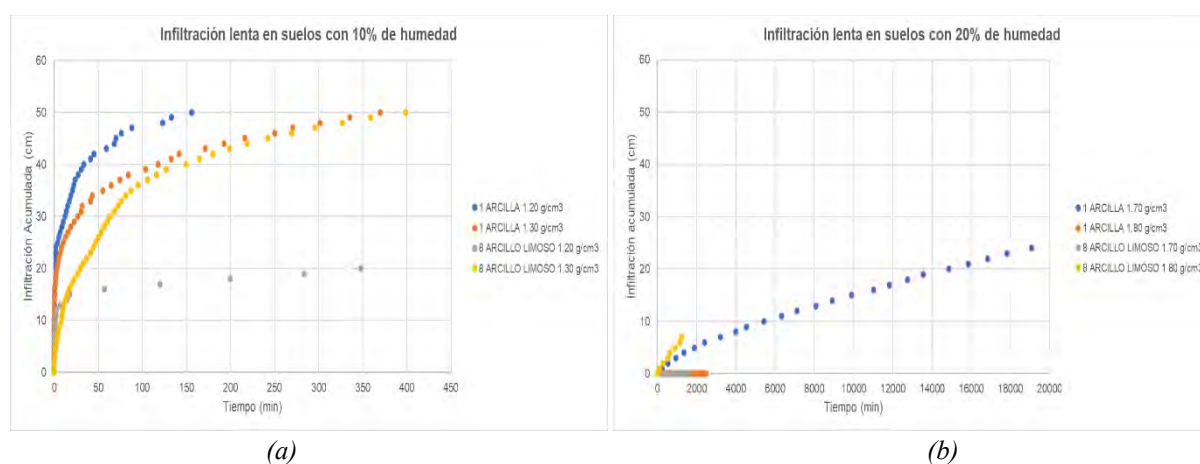 Infiltración lenta en suelos con 10% de humedad
60
50
40
30
20
10
0
Infiltración Acumulada (cm)
0 50 100 150 200 250 300 350 400 450
Tiempo (min)
1 ARCILLA 1.20 g/cm3
1 ARCILLA 1.30 g/cm3
8 ARCILLO LIMOSO 1.20 g/cm3
8 ARCILLO LIMOSO 1.30 g/cm3
(a)
Infiltración lenta en suelos con 20% de humedad
60
50
40
30
20
10
0
Infiltración acumulada (cm)
0 2000 4000 6000 8000 10000 12000 14000 16000 18000 20000
Tiempo (min)
1 ARCILLA 1.70 g/cm3
1 ARCILLA 1.80 g/cm3
8 ARCILLO LIMOSO 1.70 g/cm3
8 ARCILLO LIMOSO 1.80 g/cm3
(b)